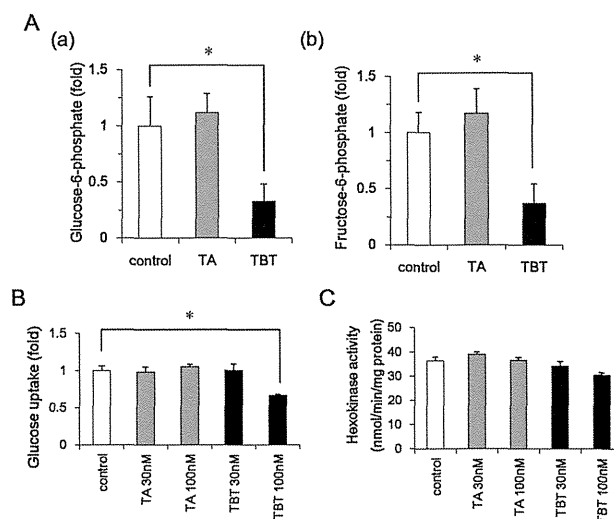 A
(a)
Glucose-6-phosphate (fold)
1.5
1
0.5
0
*
control TA TBT
(b)
Fructose-6-phosphate (fold)
1.5
1
0.5
0
*
control TA TBT
B
Glucose uptake (fold)
1.5
1
0.5
0
*
control
TA 30nM
TA 100nM
TBT 30nM
TBT 100nM
C
Hexokinase activity
(nmol/min/mg protein)
50
40
30
20
10
0
control
TA 30nM
TA 100nM
TBT 30nM
TBT 100nM